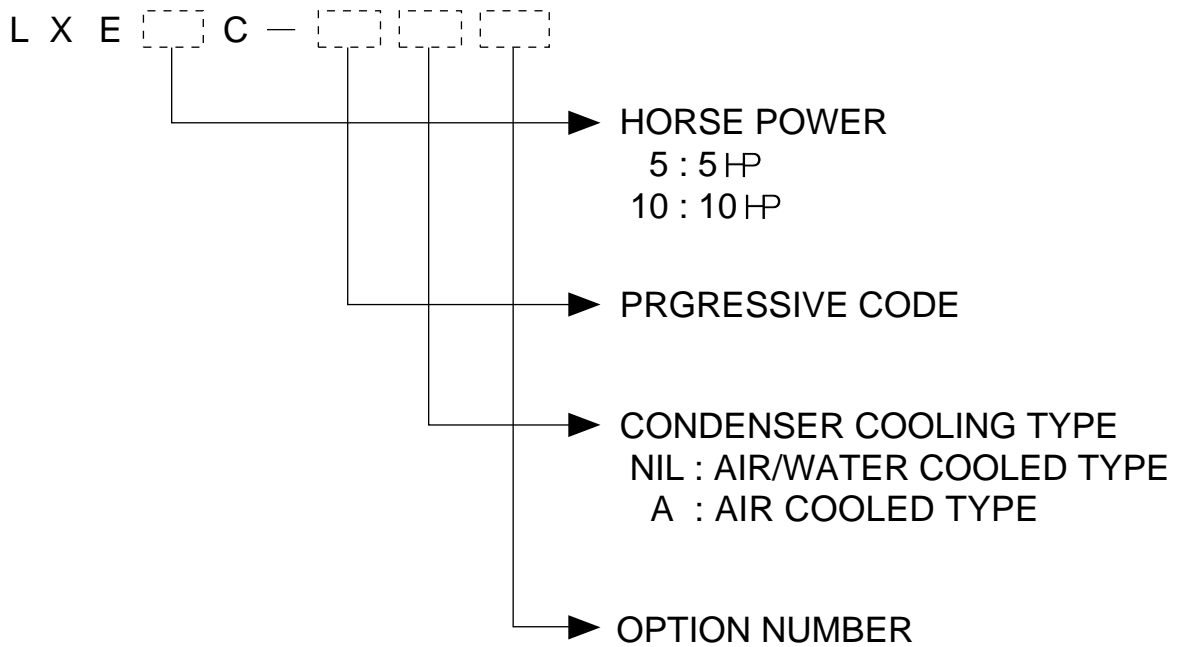 L X E C —
HORSE POWER
5 : 5 HP
10 : 10 HP
PRGRESSIVE CODE
CONDENSER COOLING TYPE
NIL : AIR/WATER COOLED TYPE
A : AIR COOLED TYPE
OPTION NUMBER